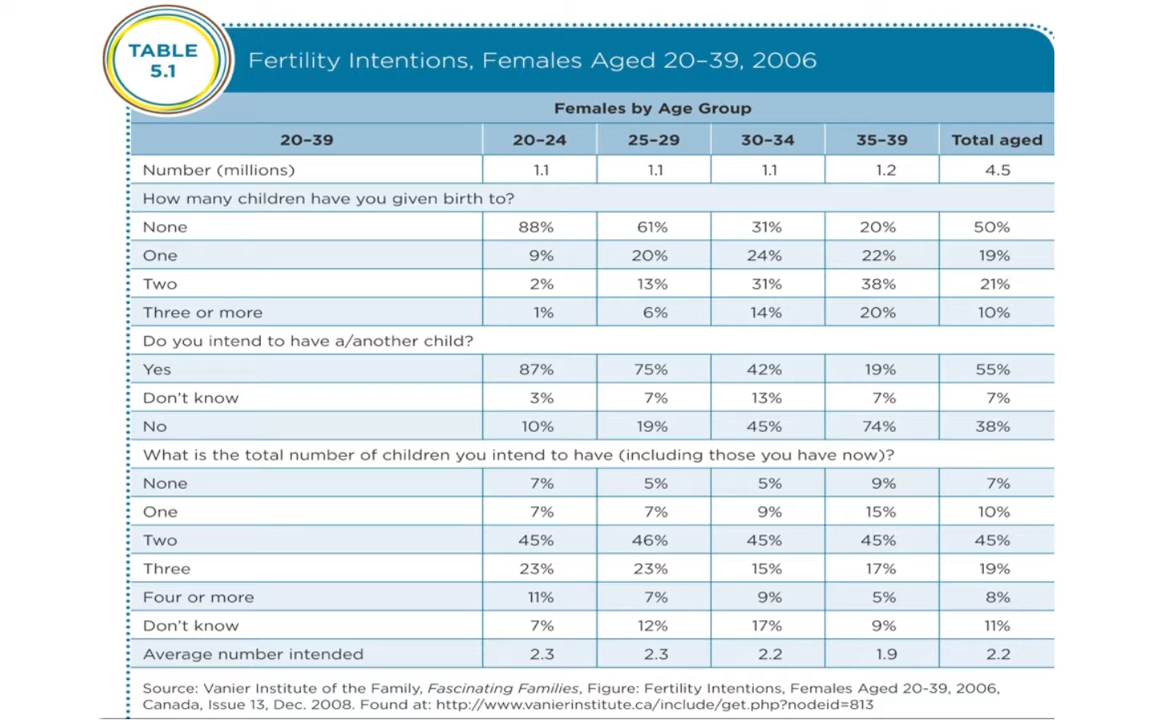 TABLE
5.1
Fertility Intentions, Females Aged 20–39, 2006
Females by Age Group
20–39 20–24 25–29 30–34 35–39 Total aged
Number (millions) 1.1 1.1 1.1 1.2 4.5
How many children have you given birth to?
None 88% 61% 31% 20% 50%
One 9% 20% 24% 22% 19%
Two 2% 13% 31% 38% 21%
Three or more 1% 6% 14% 20% 10%
Do you intend to have a/another child?
Yes 87% 75% 42% 19% 55%
Don't know 3% 7% 13% 7% 7%
No 10% 19% 45% 74% 38%
What is the total number of children you intend to have (including those you have now)?
None 7% 5% 5% 9% 7%
One 7% 7% 9% 15% 10%
Two 45% 46% 45% 45% 45%
Three 23% 23% 15% 17% 19%
Four or more 11% 7% 9% 5% 8%
Don't know 7% 12% 17% 9% 11%
Average number intended 2.3 2.3 2.2 1.9 2.2
Source: Vanier Institute of the Family, Fascinating Families, Figure: Fertility Intentions, Females Aged 20-39, 2006,
Canada, Issue 13, Dec. 2008. Found at: http://www.vanierinstitute.ca/include/get.php?nodeid=813